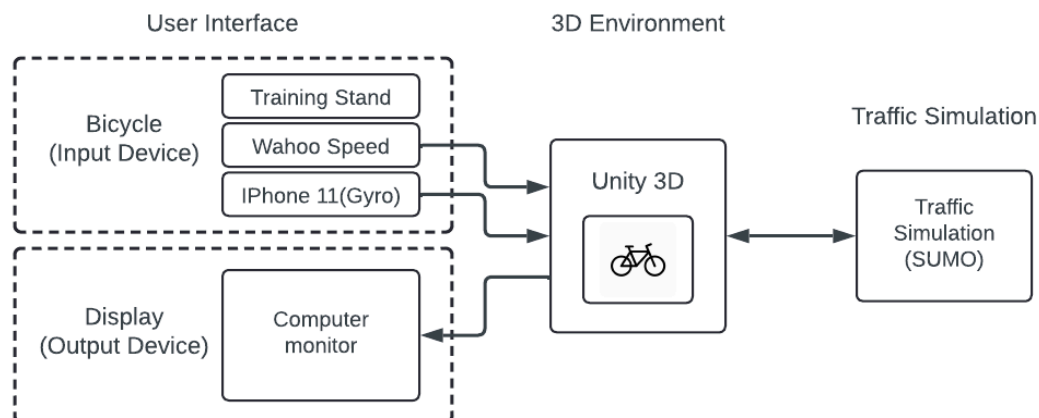 User Interface
3D Environment
Traffic Simulation
Bicycle
(Input Device)
Training Stand
Wahoo Speed
IPhone 11(Gyro)
Display
(Output Device)
Computer
monitor
Unity 3D
Traffic
Simulation
(SUMO)